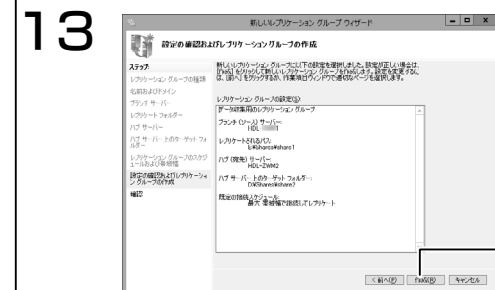 13
新しいレプリケーション グループ ウィザード
設定の確認およびレプリケーション グループの作成
ステップ:
レプリケーション グループの種類
名前およびドメイン
ブランチ サーバー
レプリケート フォルダー
ハブ サーバー
ハブ サーバー上のターゲット フォルダー
レプリケーション グループのスケジュールおよび帯域幅
設定の確認およびレプリケーション グループの作成
確認
新しいレプリケーション グループに以下の設定を選択しました。設定が正しい場合は、
[作成] をクリックして新しいレプリケーション グループを作成します。設定を変更するに
は、[前へ] をクリックするか、作業項目ウィンドウで適切なページを選択します。
レプリケーション グループの設定(S):
データ収集用のレプリケーション グループ
ブランチ (ソース) サーバー:
HDL-
レプリケートされるパス:
L:¥Shares¥share1
ハブ (宛先) サーバー:
HDL-ZWM2
ハブ サーバー上のターゲット フォルダー:
D:¥Shares¥share2
既定の接続スケジュール:
最大 帯域幅で接続してレプリケート
< 前へ(P)
作成(R)
キャンセル